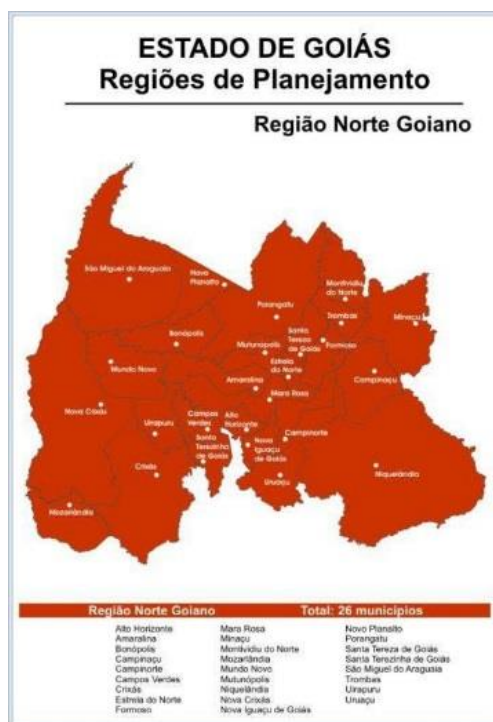 ESTADO DE GOIÁS
Regiões de Planejamento
Região Norte Goiano
São Miguel do Araguaia
Novo
Planalto
Montividiu
do Norte
Porangatu
Trombas
Minaçu
Bonópolis
Mutunópolis
Santa
Tereza
de Goiás
Formoso
Mundo Novo
Estrela
do Norte
Campinaçu
Amaralina
Mara Rosa
Nova Crixás
Uirapuru
Campos
Verdes
Alto
Horizonte
Campinorte
Santa
Terezinha
de Goiás
Nova
Iguaçu
de Goiás
Crixás
Uruaçu
Niquelândia
Mozarlândia
Região Norte Goiano Total: 26 municípios
Alto Horizonte Mara Rosa Novo Planalto
Amaralina Minaçu Porangatu
Bonópolis Montividiu do Norte Santa Tereza de Goiás
Campinaçu Mozarlândia Santa Terezinha de Goiás
Campinorte Mundo Novo São Miguel do Araguaia
Campos Verdes Mutunópolis Trombas
Crixás Niquelândia Uirapuru
Estrela do Norte Nova Crixás Uruaçu
Formoso Nova Iguaçu de Goiás